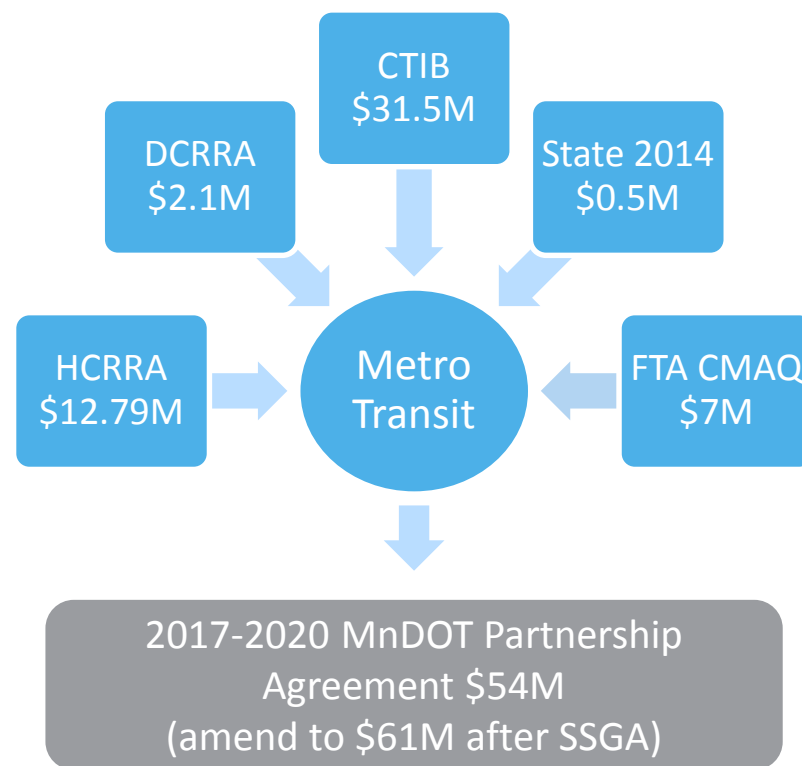 CTIB
$31.5M
DCRRA
$2.1M
State 2014
$0.5M
HCRRA
$12.79M
Metro
Transit
FTA CMAQ
$7M
2017-2020 MnDOT Partnership
Agreement $54M
(amend to $61M after SSGA)